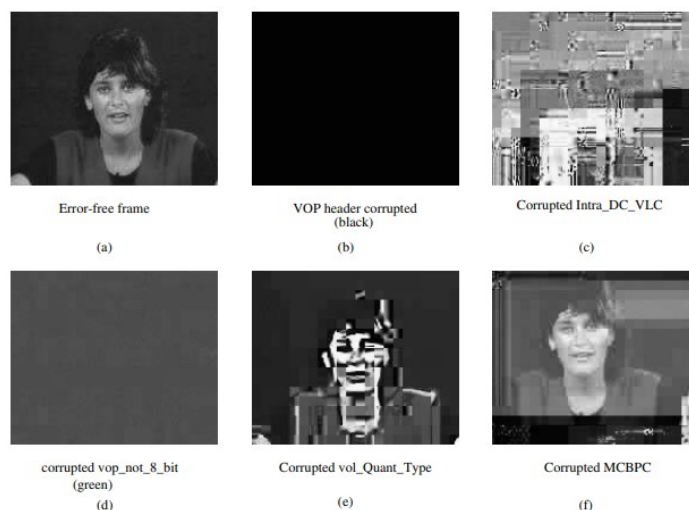 Error-free frame
(a)
VOP header corrupted
(black)
(b)
Corrupted Intra_DC_VLC
(c)
corrupted vop_not_8_bit
(green)
(d)
Corrupted vol_Quant_Type
(e)
Corrupted MCBPC
(f)